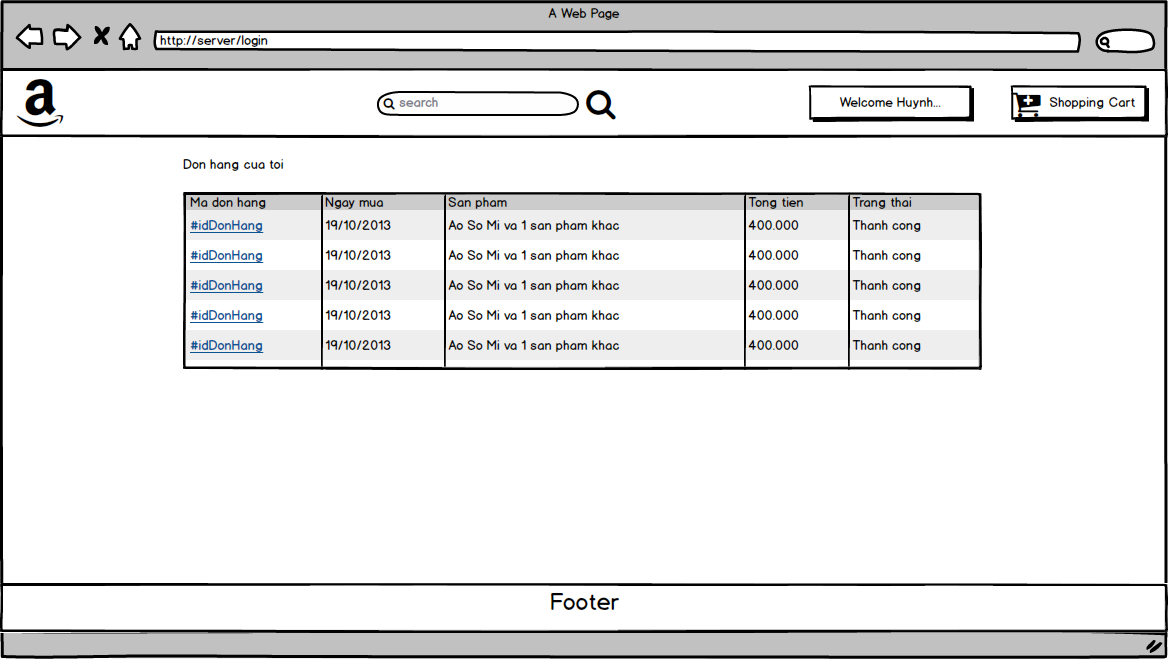 A Web Page
http://server/login
a
search
Welcome Huynh...
Shopping Cart
Don hang cua toi
Ma don hang Ngay mua San pham Tong tien Trang thai
#idDonHang 19/10/2013 Ao So Mi va 1 san pham khac 400.000 Thanh cong
#idDonHang 19/10/2013 Ao So Mi va 1 san pham khac 400.000 Thanh cong
#idDonHang 19/10/2013 Ao So Mi va 1 san pham khac 400.000 Thanh cong
#idDonHang 19/10/2013 Ao So Mi va 1 san pham khac 400.000 Thanh cong
#idDonHang 19/10/2013 Ao So Mi va 1 san pham khac 400.000 Thanh cong
Footer